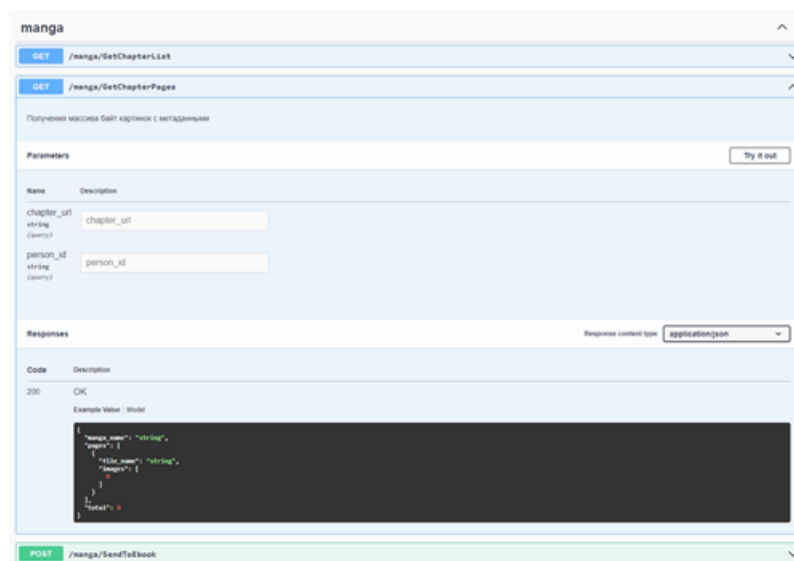 manga
GET /manga/GetChapterList
GET /manga/GetChapterPages
Получения массива байт картинок с метаданными
Parameters
Try it out
Name Description
chapter_url
string
(query)
chapter_url
person_id
string
(query)
person_id
Responses
Response content type application/json
Code Description
200 OK
Example Value | Model
{
"manga_name": "string",
"pages": [
{
"file_name": "string",
"images": [
0
]
}
],
"total": 0
}
POST /manga/SendToEbook